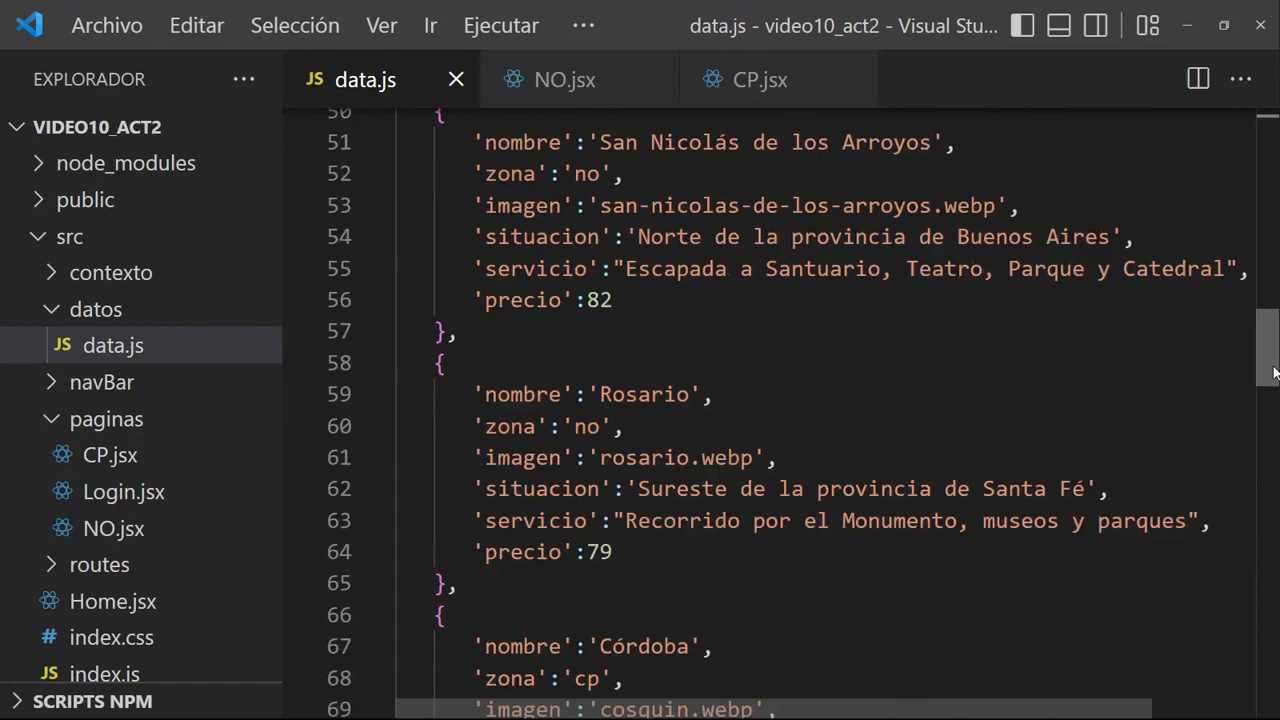 Archivo Editar Selección Ver Ir Ejecutar ··· data.js - video10_act2 - Visual Stu...
EXPLORADOR ···
JS data.js
NO.jsx
CP.jsx
VIDEO10_ACT2
node_modules
public
src
contexto
datos
JS data.js
navBar
paginas
CP.jsx
Login.jsx
NO.jsx
routes
Home.jsx
# index.css
JS index.js
SCRIPTS NPM
50 {
51 'nombre':'San Nicolás de los Arroyos',
52 'zona':'no',
53 'imagen':'san-nicolas-de-los-arroyos.webp',
54 'situacion':'Norte de la provincia de Buenos Aires',
55 'servicio':"Escapada a Santuario, Teatro, Parque y Catedral",
56 'precio':82
57 },
58 {
59 'nombre':'Rosario',
60 'zona':'no',
61 'imagen':'rosario.webp',
62 'situacion':'Sureste de la provincia de Santa Fé',
63 'servicio':"Recorrido por el Monumento, museos y parques",
64 'precio':79
65 },
66 {
67 'nombre':'Córdoba',
68 'zona':'cp',
69 'imagen':'cosquin.webp',